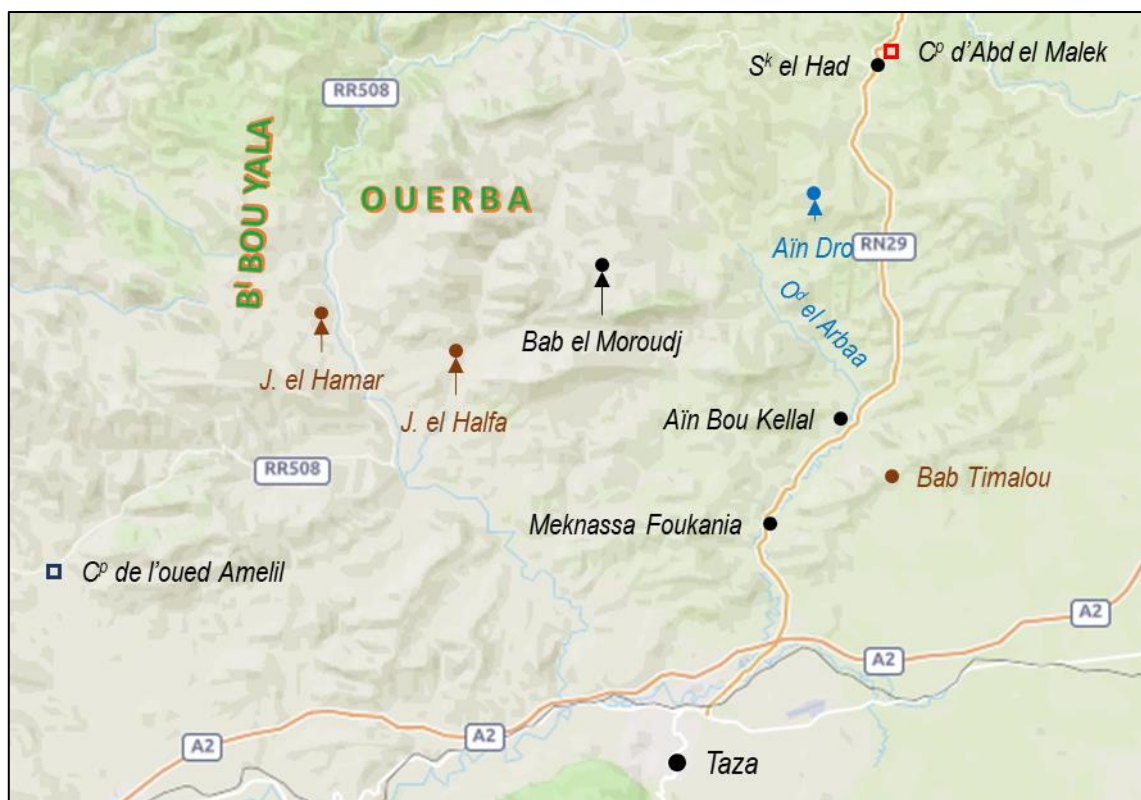 Cᵖ d'Abd el Malek
Sᵏ el Had
RR508
Bᴵ BOU YALA
OUERBA
Aïn Dro
RN29
Oᵈ el Arbaa
Bab el Moroudj
J. el Hamar
J. el Halfa
Aïn Bou Kellal
RR508
Bab Timalou
Meknassa Foukania
Cᵖ de l'oued Amelil
A2
A2
A2
A2
Taza